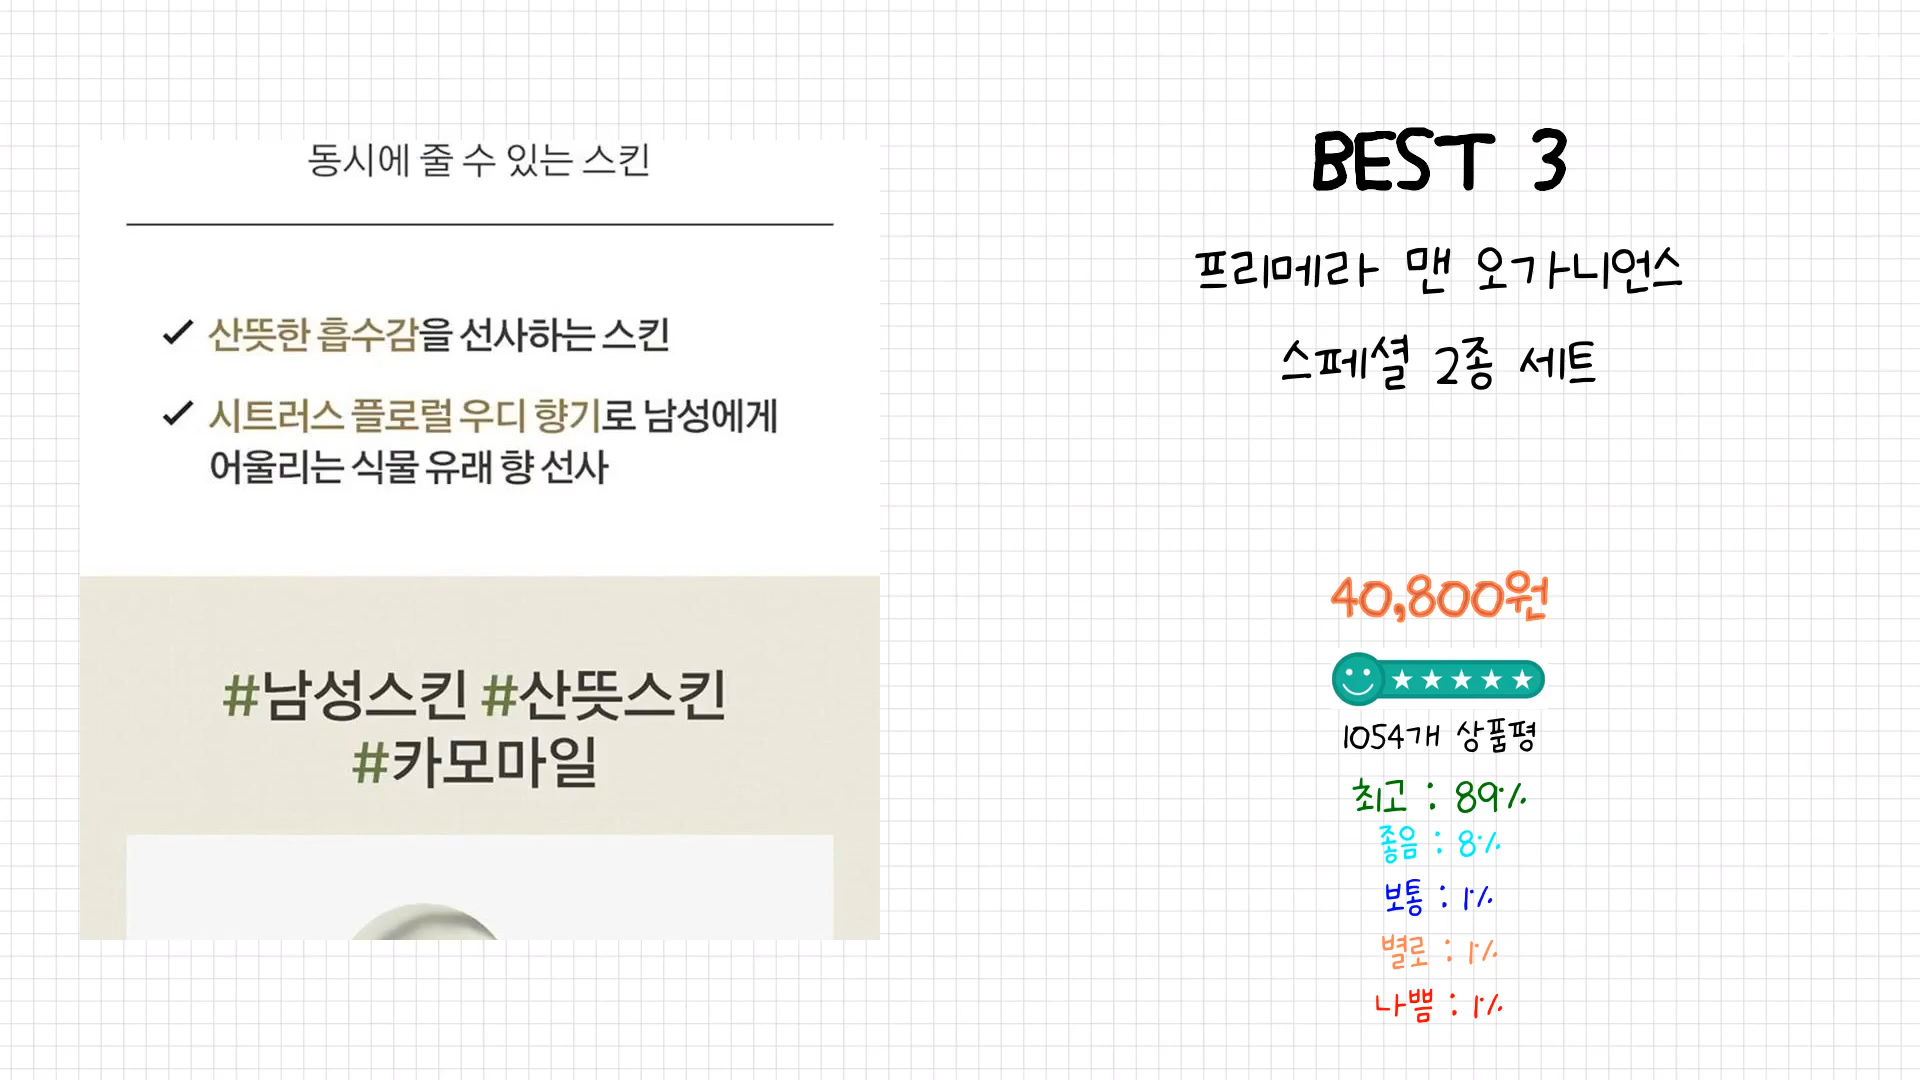 동시에 줄 수 있는 스킨
산뜻한 흡수감을 선사하는 스킨
시트러스 플로럴 우디 향기로 남성에게
어울리는 식물 유래 향 선사
#남성스킨 #산뜻스킨
#카모마일
BEST 3
프리메라 맨 오가니언스
스페셜 2종 세트
40,800원
1054개 상품평
최고 : 89%
좋음 : 8%
보통 : 1%
별로 : 1%
나쁨 : 1%